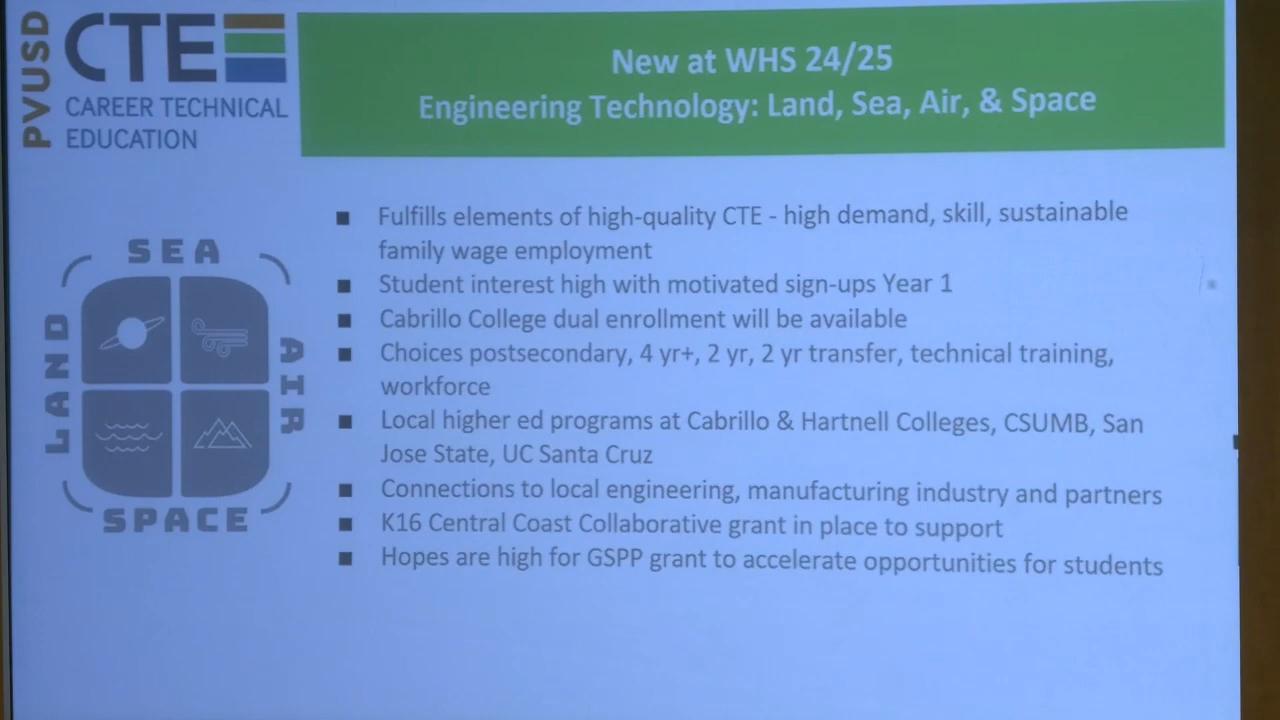 PVUSD
CTE
CAREER TECHNICAL
EDUCATION
New at WHS 24/25
Engineering Technology: Land, Sea, Air, & Space
SEA
LAND
AIR
SPACE
■ Fulfills elements of high-quality CTE - high demand, skill, sustainable
family wage employment
■ Student interest high with motivated sign-ups Year 1
■ Cabrillo College dual enrollment will be available
■ Choices postsecondary, 4 yr+, 2 yr, 2 yr transfer, technical training,
workforce
■ Local higher ed programs at Cabrillo & Hartnell Colleges, CSUMB, San
Jose State, UC Santa Cruz
■ Connections to local engineering, manufacturing industry and partners
■ K16 Central Coast Collaborative grant in place to support
■ Hopes are high for GSPP grant to accelerate opportunities for students